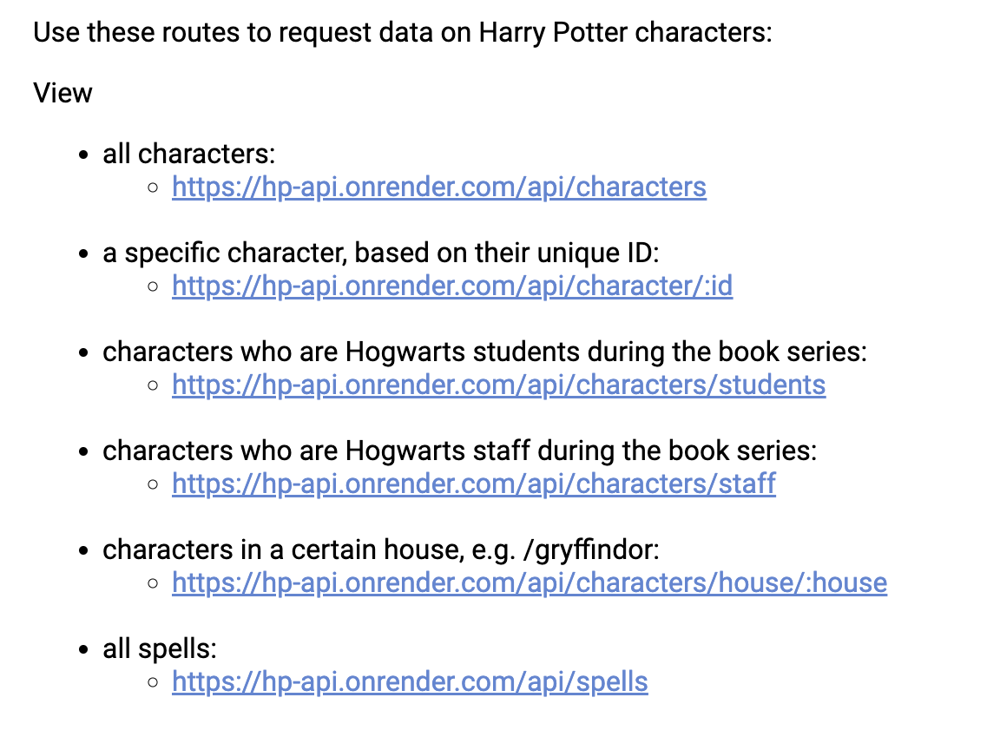 Use these routes to request data on Harry Potter characters:
View
all characters:
https://hp-api.onrender.com/api/characters
a specific character, based on their unique ID:
https://hp-api.onrender.com/api/character/:id
characters who are Hogwarts students during the book series:
https://hp-api.onrender.com/api/characters/students
characters who are Hogwarts staff during the book series:
https://hp-api.onrender.com/api/characters/staff
characters in a certain house, e.g. /gryffindor:
https://hp-api.onrender.com/api/characters/house/:house
all spells:
https://hp-api.onrender.com/api/spells